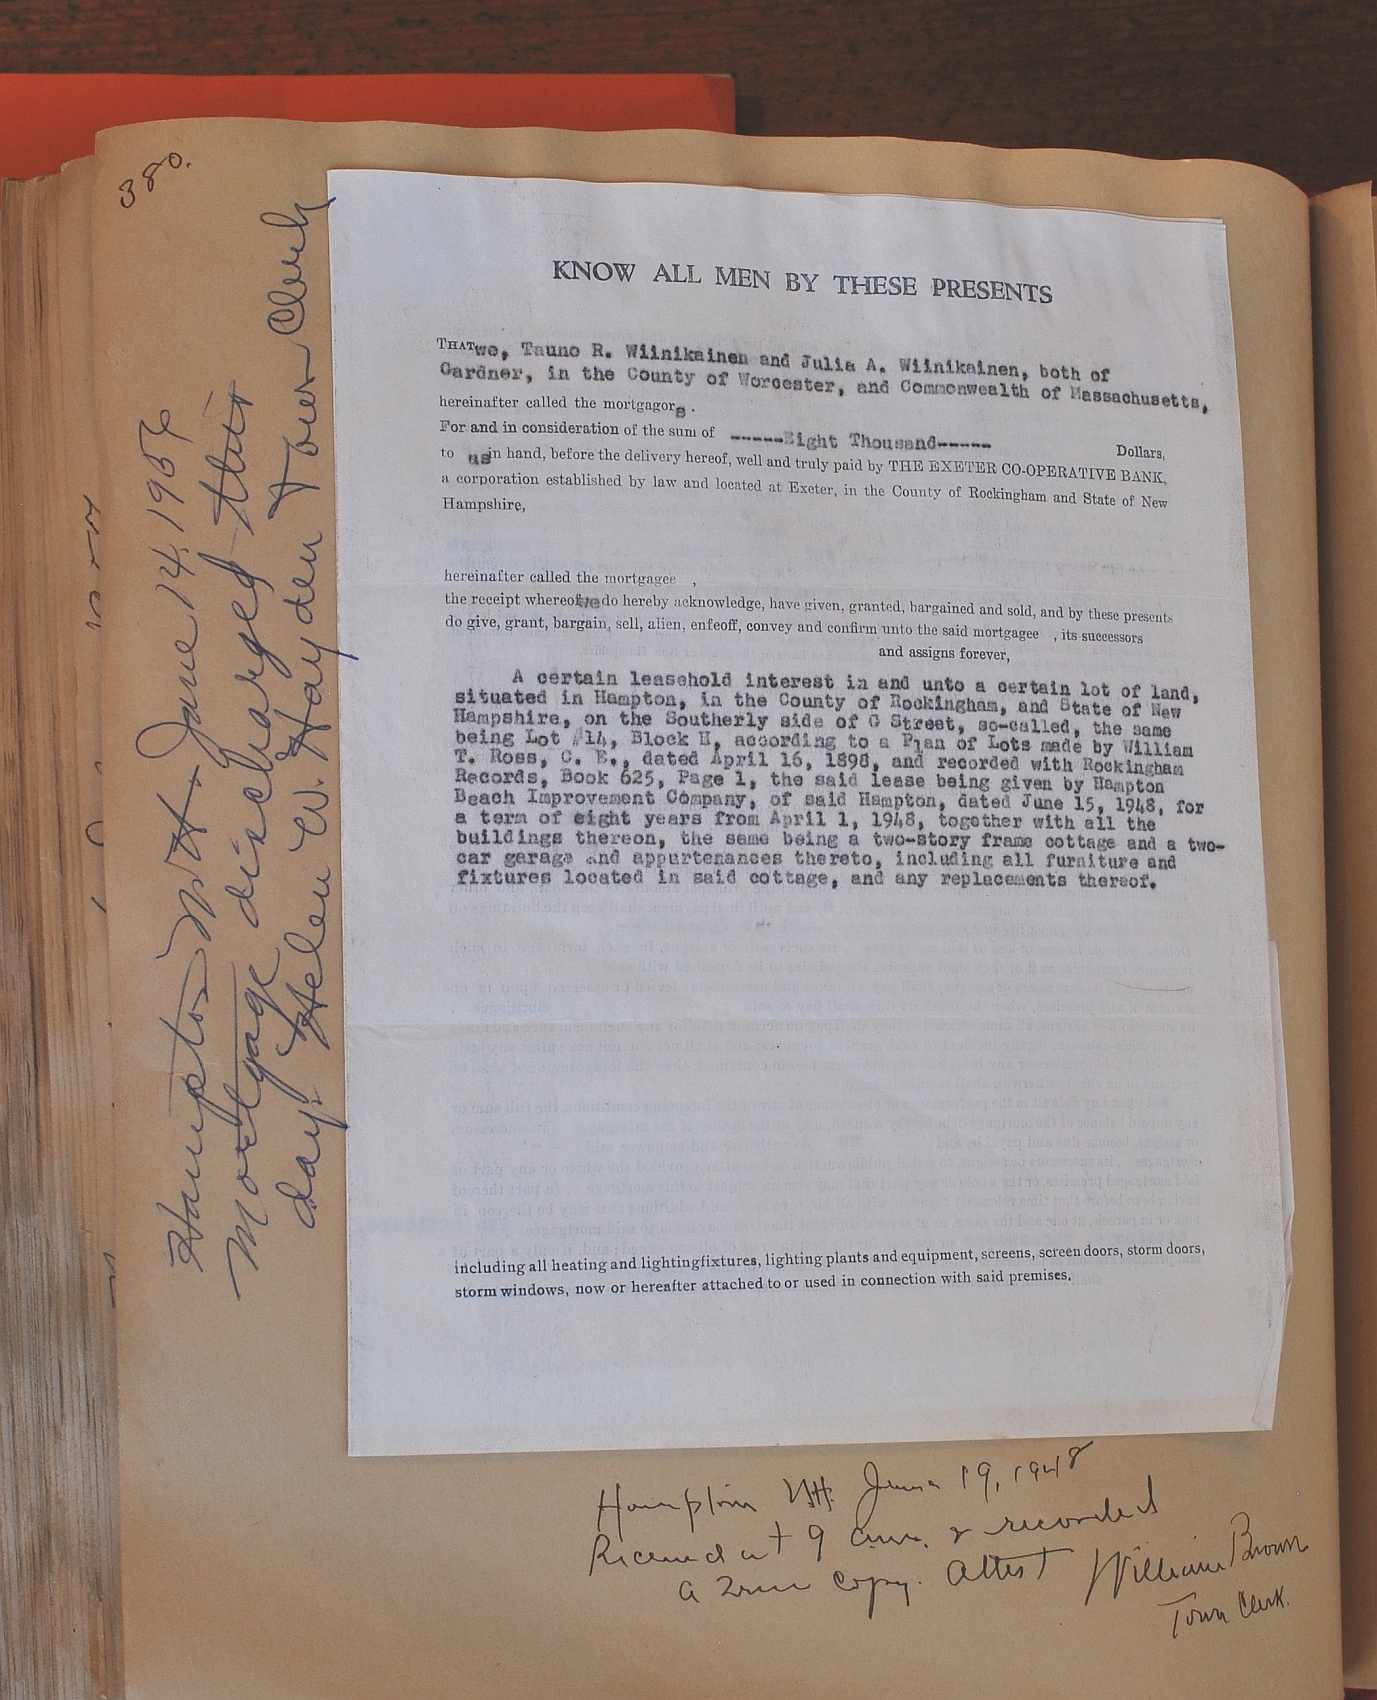 380.
KNOW ALL MEN BY THESE PRESENTS
THAT we, Tauno R. Wiinikainen and Julia A. Wiinikainen, both of
Gardner, in the County of Worcester, and Commonwealth of Massachusetts,
hereinafter called the mortgagors.
For and in consideration of the sum of -----Eight Thousand----- Dollars,
to us in hand, before the delivery hereof, well and truly paid by THE EXETER CO-OPERATIVE BANK,
a corporation established by law and located at Exeter, in the County of Rockingham and State of New
Hampshire,
hereinafter called the mortgagee ,
the receipt whereof we do hereby acknowledge, have given, granted, bargained and sold, and by these presents
do give, grant, bargain, sell, alien, enfeoff, convey and confirm unto the said mortgagee , its successors
and assigns forever,
A certain leasehold interest in and unto a certain lot of land,
situated in Hampton, in the County of Rockingham, and State of New
Hampshire, on the Southerly side of G Street, so-called, the same
being Lot #14, Block H, according to a Plan of Lots made by William
T. Ross, C. E., dated April 16, 1898, and recorded with Rockingham
Records, Book 625, Page 1, the said lease being given by Hampton
Beach Improvement Company, of said Hampton, dated June 15, 1948, for
a term of eight years from April 1, 1948, together with all the
buildings thereon, the same being a two-story frame cottage and a two-
car garage and appurtenances thereto, including all furniture and
fixtures located in said cottage, and any replacements thereof.
including all heating and lightingfixtures, lighting plants and equipment, screens, screen doors, storm doors,
storm windows, now or hereafter attached to or used in connection with said premises.
Hampton N.H. June 19, 1948
Received at 9 a.m. & recorded
a true copy. Attest William Brown
Town Clerk.
Hampton N.H. June 14, 195
Mortgage discharged this
day. Helen W. Hayden Town Clerk